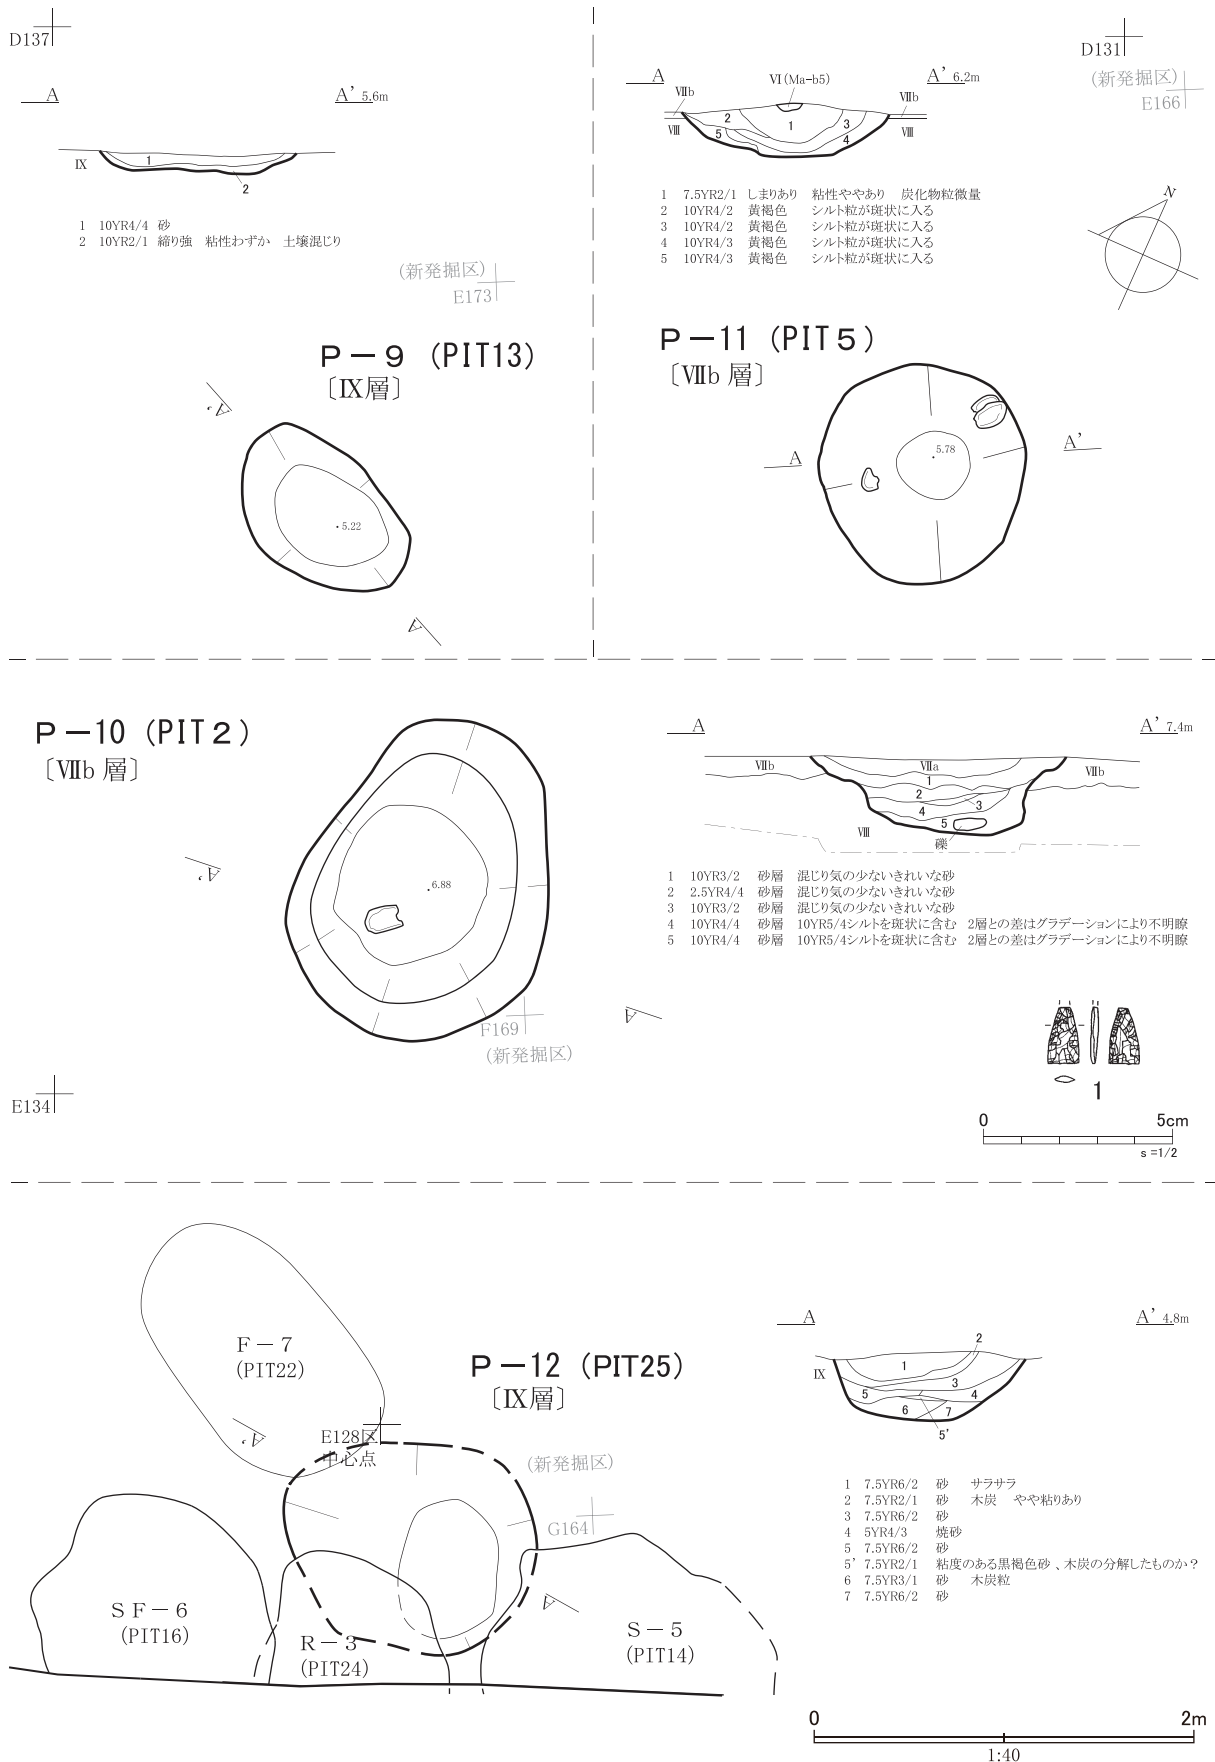 D137
A A' 5.6m
IX
1
2
1 10YR4/4 砂
2 10YR2/1 締り強 粘性わずか 土壌混じり
(新発掘区)
E173
P－9 (PIT13)
〔Ⅸ層〕
A'
5.22
A
D131
(新発掘区)
E166
A VI(Ma-b5) A' 6.2m
Ⅶb Ⅶb
Ⅷ 2 1 3 Ⅷ
5 4
1 7.5YR2/1 しまりあり 粘性ややあり 炭化物粒微量
2 10YR4/2 黄褐色 シルト粒が斑状に入る
3 10YR4/2 黄褐色 シルト粒が斑状に入る
4 10YR4/3 黄褐色 シルト粒が斑状に入る
5 10YR4/3 黄褐色 シルト粒が斑状に入る
N
P－11 (PIT5)
〔Ⅶb 層〕
A A'
5.78
P－10 (PIT2)
〔Ⅶb 層〕
A'
6.88
A
F169
(新発掘区)
E134
A A' 7.4m
Ⅶb Ⅶa Ⅶb
1
2
3
4
Ⅷ 5
礫
1 10YR3/2 砂層 混じり気の少ないきれいな砂
2 2.5YR4/4 砂層 混じり気の少ないきれいな砂
3 10YR3/2 砂層 混じり気の少ないきれいな砂
4 10YR4/4 砂層 10YR5/4シルトを斑状に含む 2層との差はグラデーションにより不明瞭
5 10YR4/4 砂層 10YR5/4シルトを斑状に含む 2層との差はグラデーションにより不明瞭
1
0 5cm
s=1/2
F－7
(PIT22)
P－12 (PIT25)
〔Ⅸ層〕
A'
E128区
中心点
(新発掘区)
G164
A
SF－6
(PIT16)
R－3
(PIT24)
S－5
(PIT14)
A A' 4.8m
2
IX 1
3
5 4
6 7
5'
1 7.5YR6/2 砂 サラサラ
2 7.5YR2/1 砂 木炭 やや粘りあり
3 7.5YR6/2 砂
4 5YR4/3 焼砂
5 7.5YR6/2 砂
5' 7.5YR2/1 粘度のある黒褐色砂、木炭の分解したものか？
6 7.5YR3/1 砂 木炭粒
7 7.5YR6/2 砂
0 2m
1:40